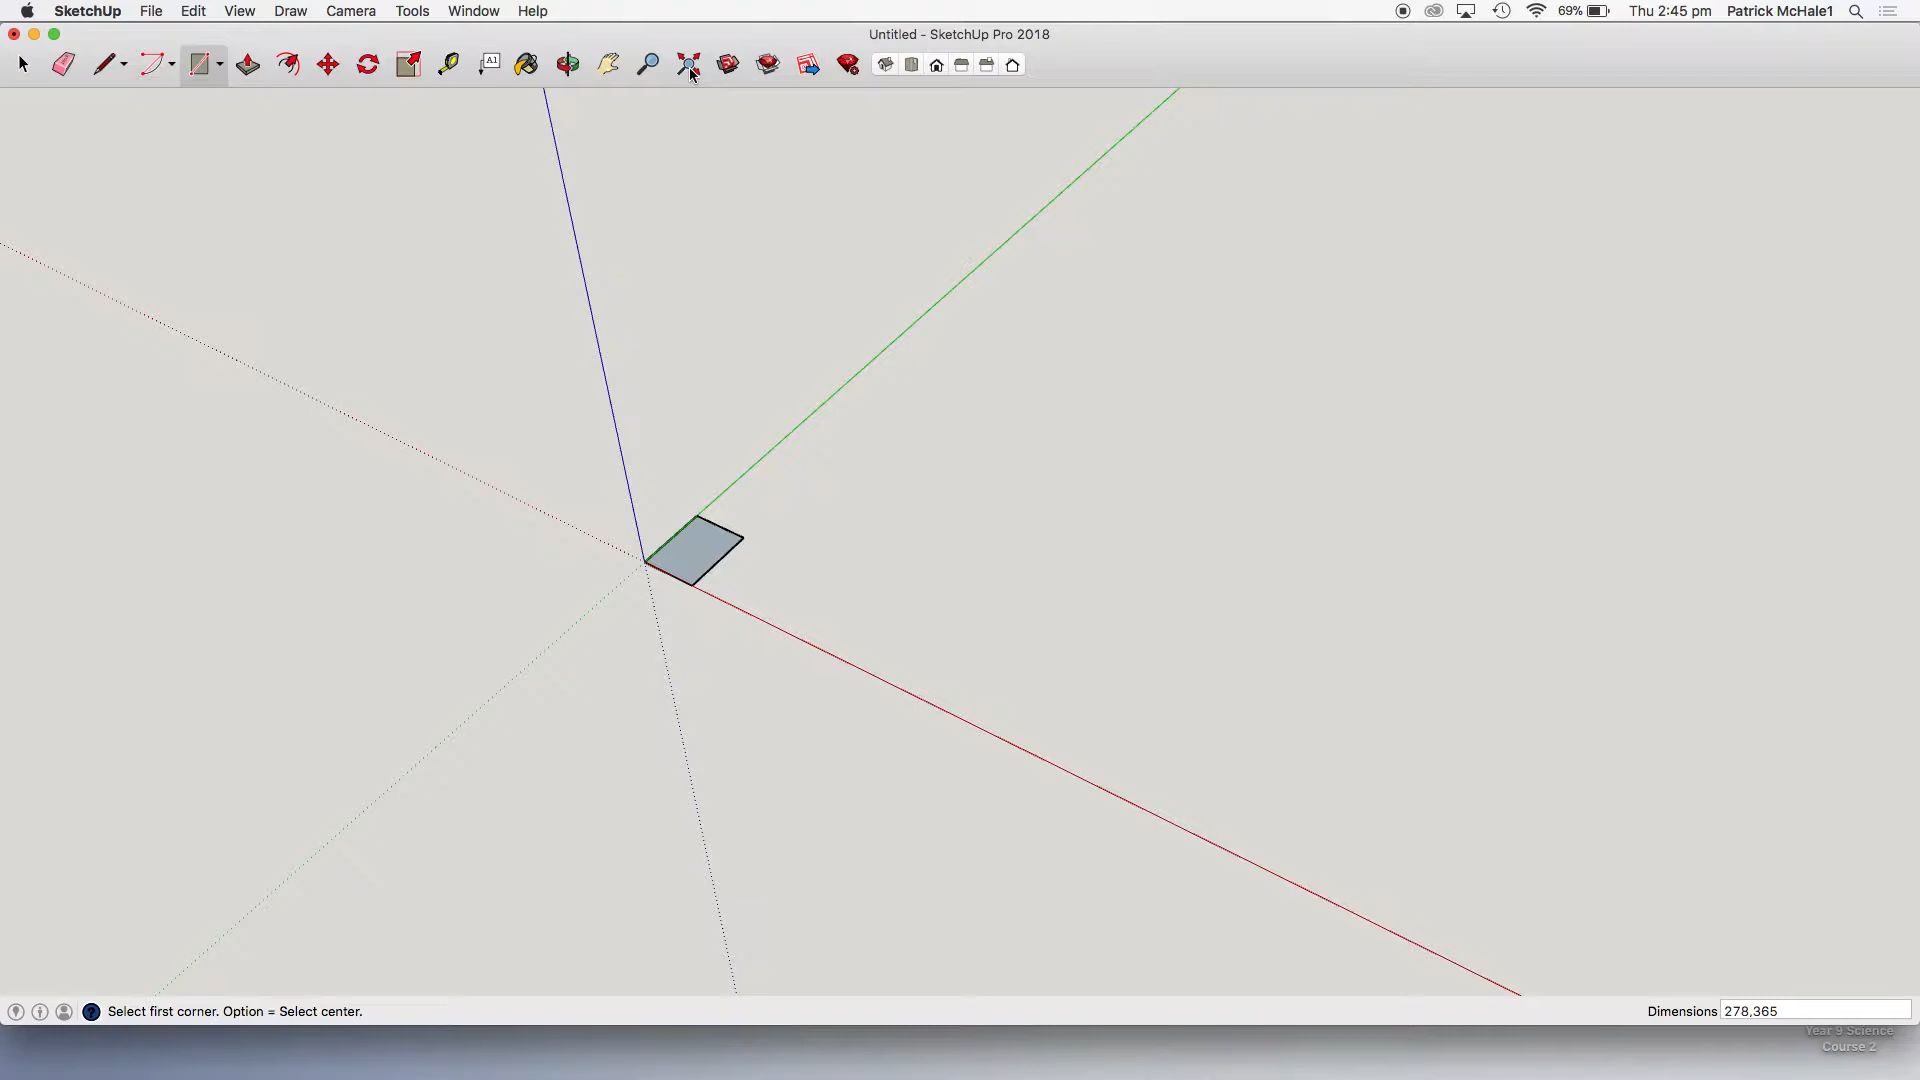 SketchUp File Edit View Draw Camera Tools Window Help 69% Thu 2:45 pm Patrick McHale1
Untitled - SketchUp Pro 2018
A1
Select first corner. Option = Select center. Dimensions 278,365
Year 9 Science
Course 2